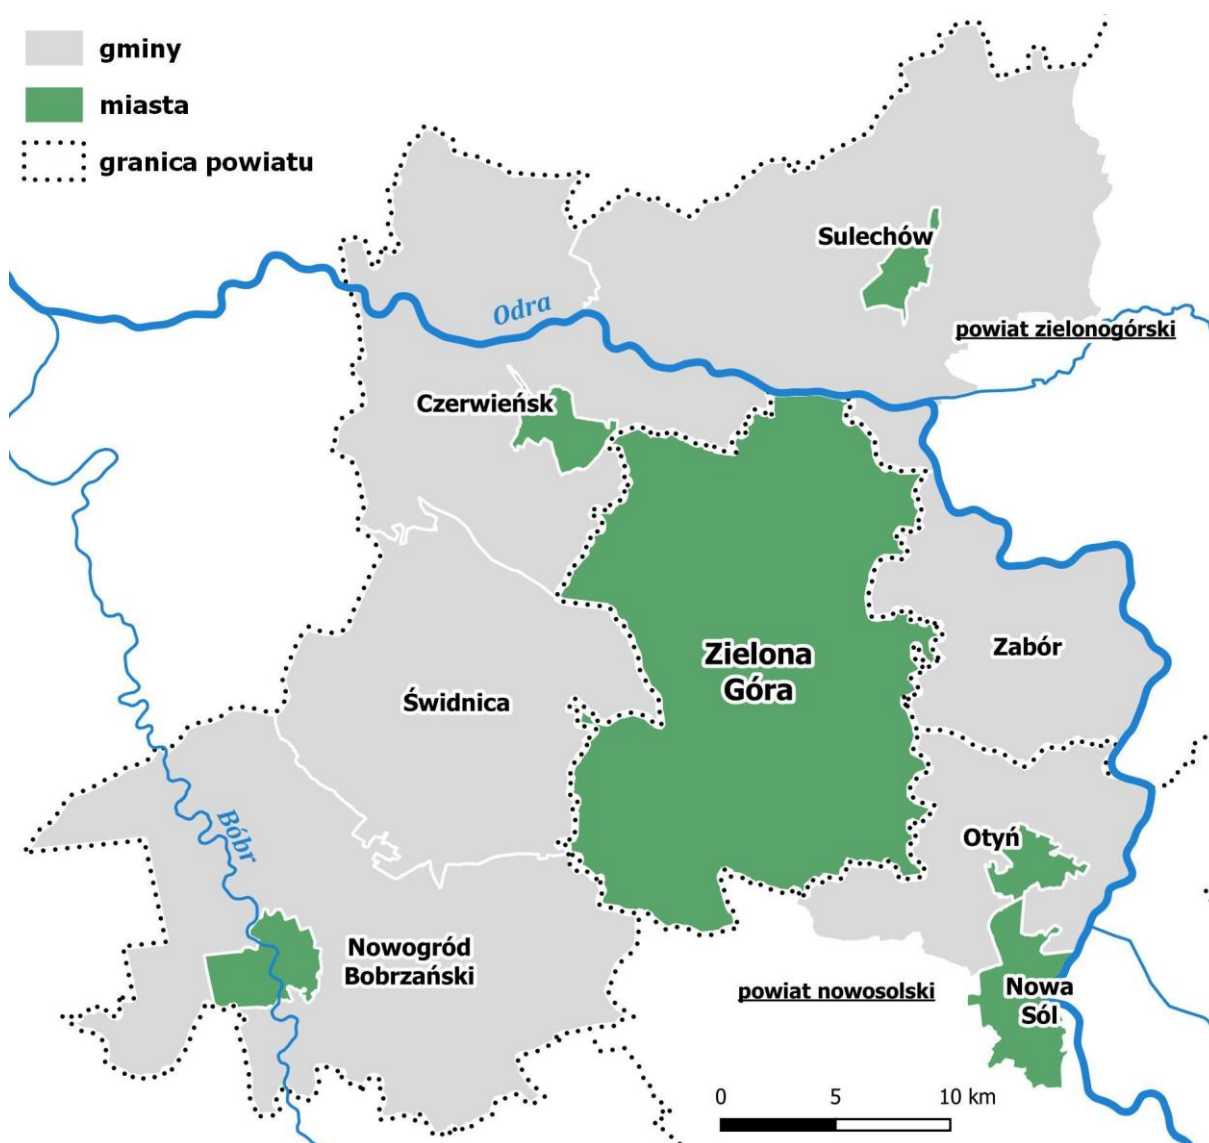 gminy
miasta
granica powiatu
Sulechów
Odra
powiat zielonogórski
Czerwieńsk
Zielona
Góra
Zabór
Świdnica
Bóbr
Otyń
Nowogród
Bobrzański
powiat nowosolski
Nowa
Sól
0 5 10 km